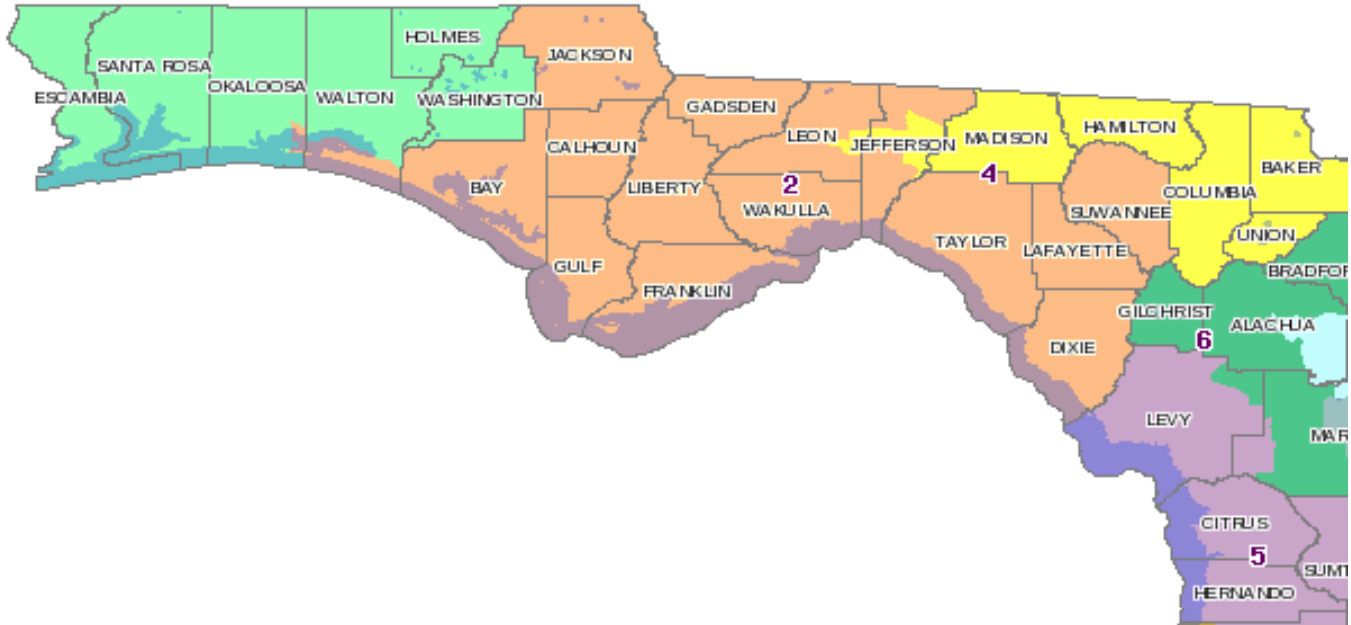 HOLMES
JACKSON
SANTA ROSA
OKALOOSA
ESCAMBIA
WALTON
WASHINGTON
GADSDEN
LEON
JEFFERSON
MADISON
HAMILTON
CALHOUN
BAKER
4
BAY
LIBERTY
2
COLUMBIA
WAKULLA
SUWANNEE
UNION
TAYLOR
LAFAYETTE
GULF
BRADFOR
FRANKLIN
GILCHRIST
ALACHUA
6
DIXIE
LEVY
MAR
CITRUS
5
SUMT
HERNANDO